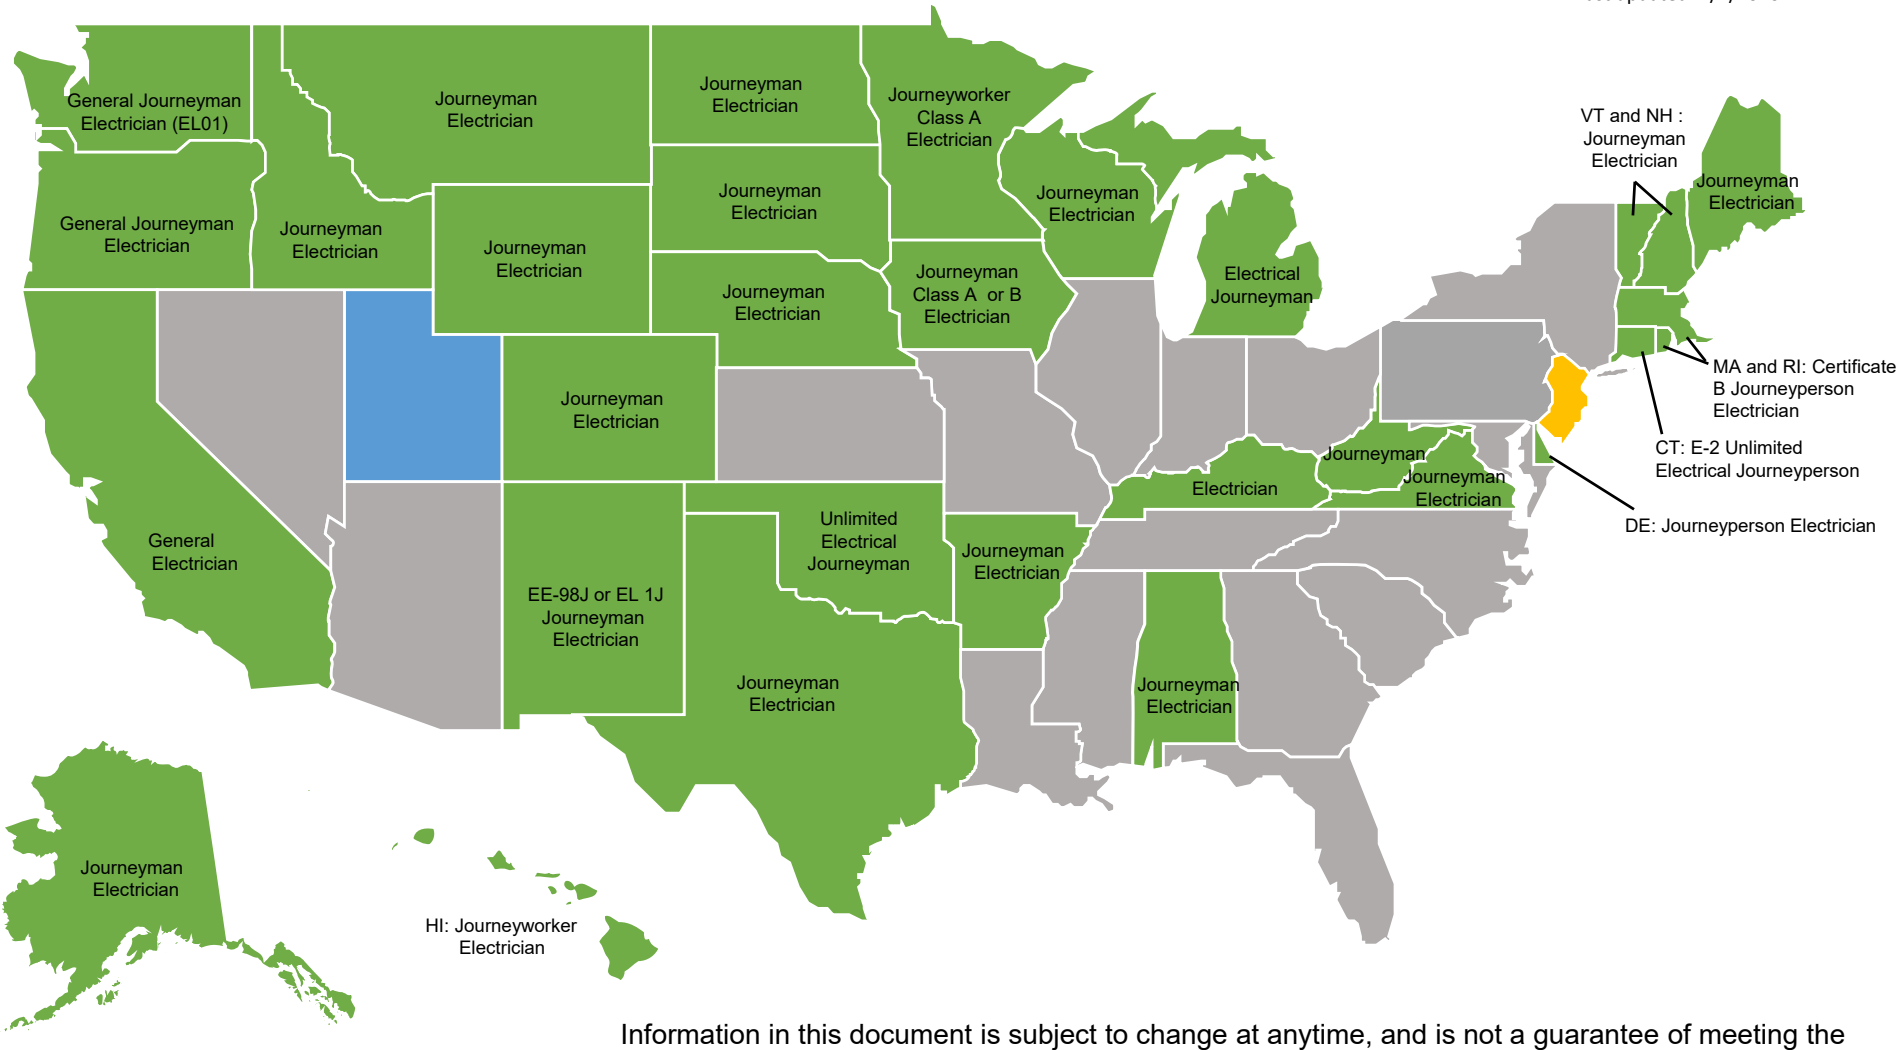 General Journeyman
Electrician (EL01)
Journeyman
Electrician
Journeyman
Electrician
Journeyworker
Class A
Electrician
VT and NH :
Journeyman
Electrician
Journeyman
Electrician
General Journeyman
Electrician
Journeyman
Electrician
Journeyman
Electrician
Journeyman
Electrician
Journeyman
Electrician
Journeyman
Electrician
Journeyman
Class A or B
Electrician
Electrical
Journeyman
MA and RI: Certificate
B Journeyperson
Electrician
Journeyman
Electrician
CT: E-2 Unlimited
Electrical Journeyperson
Journeyman
Electrician
Journeyman
Electrician
DE: Journeyperson Electrician
General
Electrician
Unlimited
Electrical
Journeyman
Journeyman
Electrician
EE-98J or EL 1J
Journeyman
Electrician
Journeyman
Electrician
Journeyman
Electrician
Journeyman
Electrician
HI: Journeyworker
Electrician
Information in this document is subject to change at anytime, and is not a guarantee of meeting the